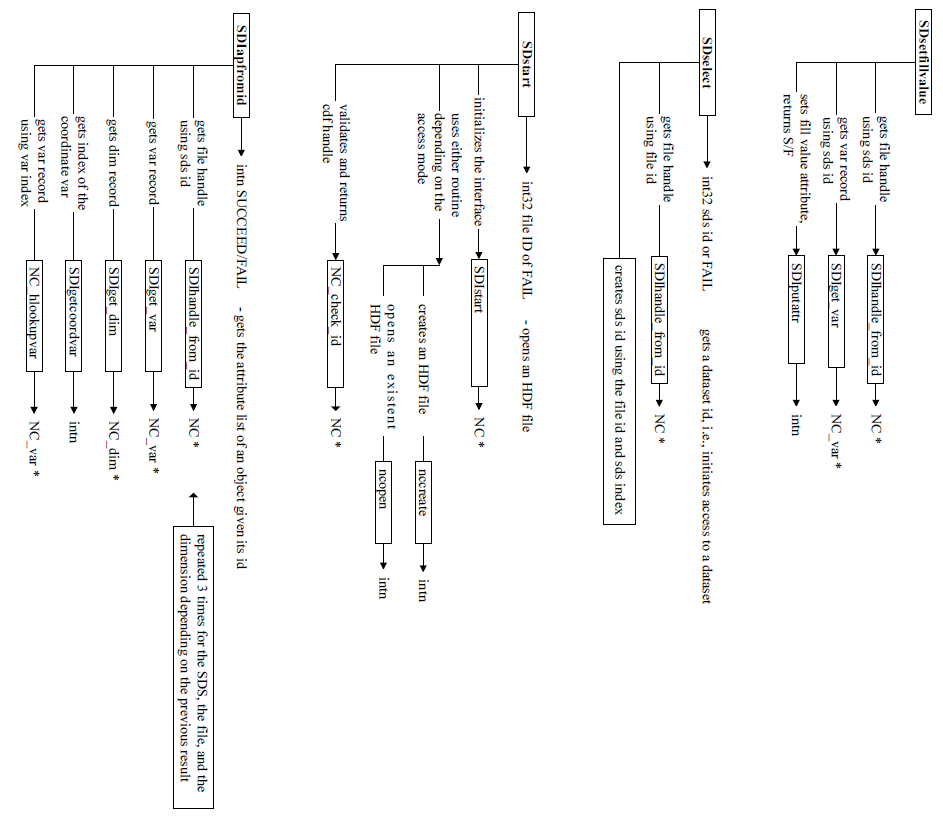 SDsetfillvalue
gets file handle
using sds id
SDIhandle_from_id
NC *
gets var record
using sds id
SDIget_var
NC_var *
sets fill value attribute,
returns S/F
SDIputattr
intn
SDselect
int32 sds id or FAIL
gets a dataset id, i.e., initiates access to a dataset
gets file handle
using file id
SDIhandle_from_id
NC *
creates sds id using the file id and sds index
SDstart
int32 file ID of FAIL
- opens an HDF file
initializes the interface
SDIstart
NC *
uses either routine
depending on the
access mode
creates an HDF file
nccreate
intn
opens an existent
HDF file
ncopen
intn
validates and returns
cdf handle
NC_check_id
NC *
SDIapfromid
intn SUCCEED/FAIL
- gets the attribute list of an object given its id
gets file handle
using sds id
SDIhandle_from_id
NC *
repeated 3 times for the SDS, the file, and the
dimension depending on the previous result
gets var record
SDIget_var
NC_var *
gets dim record
SDIget_dim
NC_dim *
gets index of the
coordinate var
SDIgetcoordvar
intn
gets var record
using var index
NC_hlookupvar
NC_var *